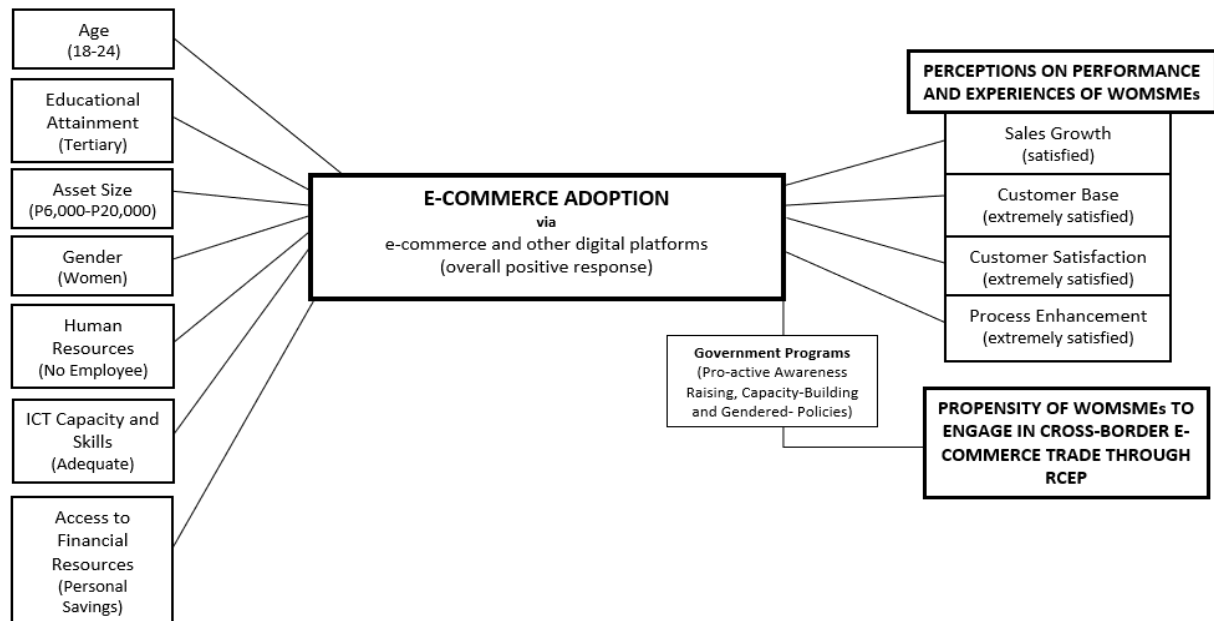 Age
(18-24)
Educational
Attainment
(Tertiary)
Asset Size
(P6,000-P20,000)
Gender
(Women)
Human
Resources
(No Employee)
ICT Capacity and
Skills
(Adequate)
Access to
Financial
Resources
(Personal
Savings)
E-COMMERCE ADOPTION
via
e-commerce and other digital platforms
(overall positive response)
Government Programs
(Pro-active Awareness
Raising, Capacity-Building
and Gendered- Policies)
PERCEPTIONS ON PERFORMANCE
AND EXPERIENCES OF WOMSMEs
Sales Growth
(satisfied)
Customer Base
(extremely satisfied)
Customer Satisfaction
(extremely satisfied)
Process Enhancement
(extremely satisfied)
PROPENSITY OF WOMSMEs TO
ENGAGE IN CROSS-BORDER E-
COMMERCE TRADE THROUGH
RCEP